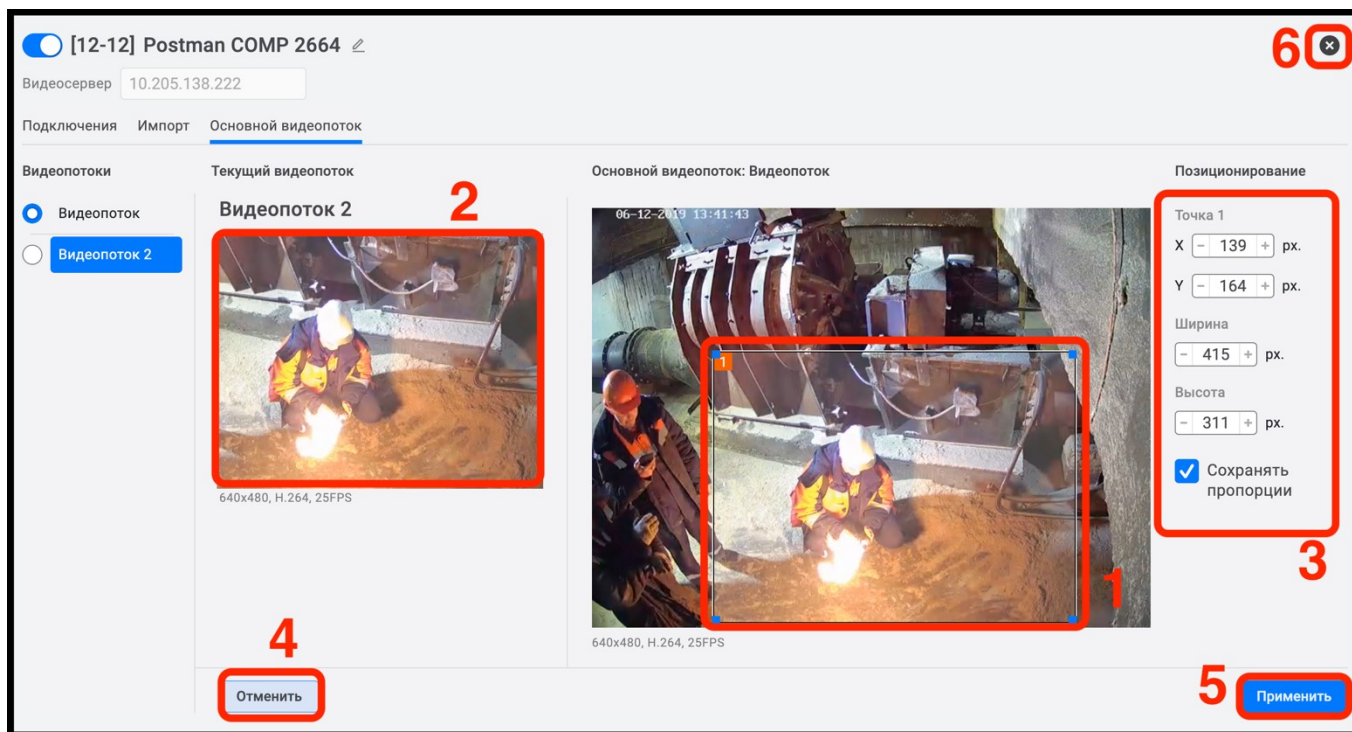 [12-12] Postman COMP 2664
6
Видеосервер 10.205.138.222
Подключения Импорт Основной видеопоток
Видеопотоки
Видеопоток
Видеопоток 2
Текущий видеопоток
Видеопоток 2
2
640x480, H.264, 25FPS
4
Отменить
Основной видеопоток: Видеопоток
06-12-2019 13:41:43
1
1
640x480, H.264, 25FPS
Позиционирование
Точка 1
X - 139 + px.
Y - 164 + px.
Ширина
- 415 + px.
Высота
- 311 + px.
Сохранять
пропорции
3
5
Применить